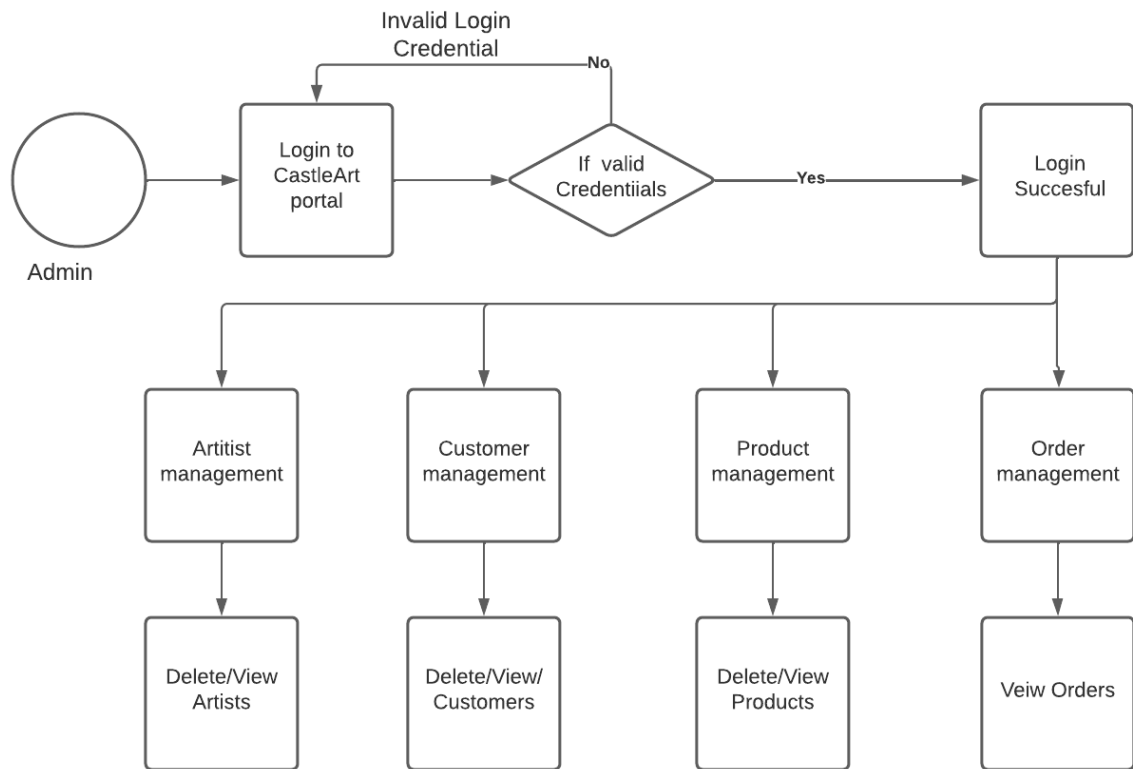 Invalid Login
Credential
No
Login to
CastleArt
portal
If valid
Credentiials
Yes
Login
Succesful
Admin
Artitist
management
Customer
management
Product
management
Order
management
Delete/View
Artists
Delete/View/
Customers
Delete/View
Products
Veiw Orders